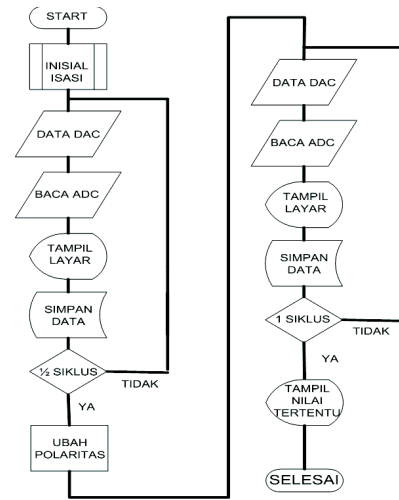 START
INISIAL
ISASI
DATA DAC
BACA ADC
TAMPIL
LAYAR
SIMPAN
DATA
½ SIKLUS
TIDAK
YA
UBAH
POLARITAS
DATA DAC
BACA ADC
TAMPIL
LAYAR
SIMPAN
DATA
1 SIKLUS
TIDAK
YA
TAMPIL
NILAI
TERTENTU
SELESAI